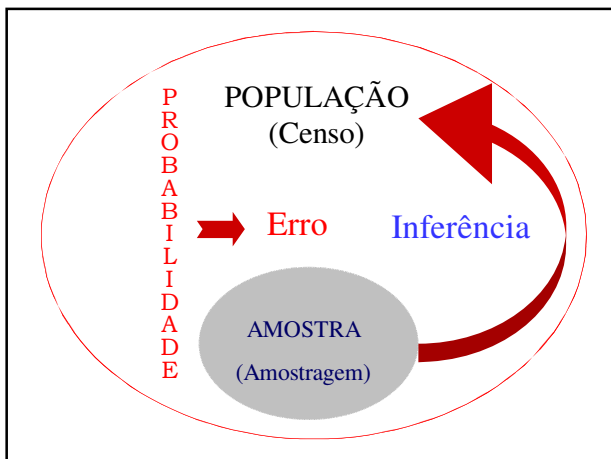 PROBABILIDADE
POPULAÇÃO
(Censo)
Erro
Inferência
AMOSTRA
(Amostragem)